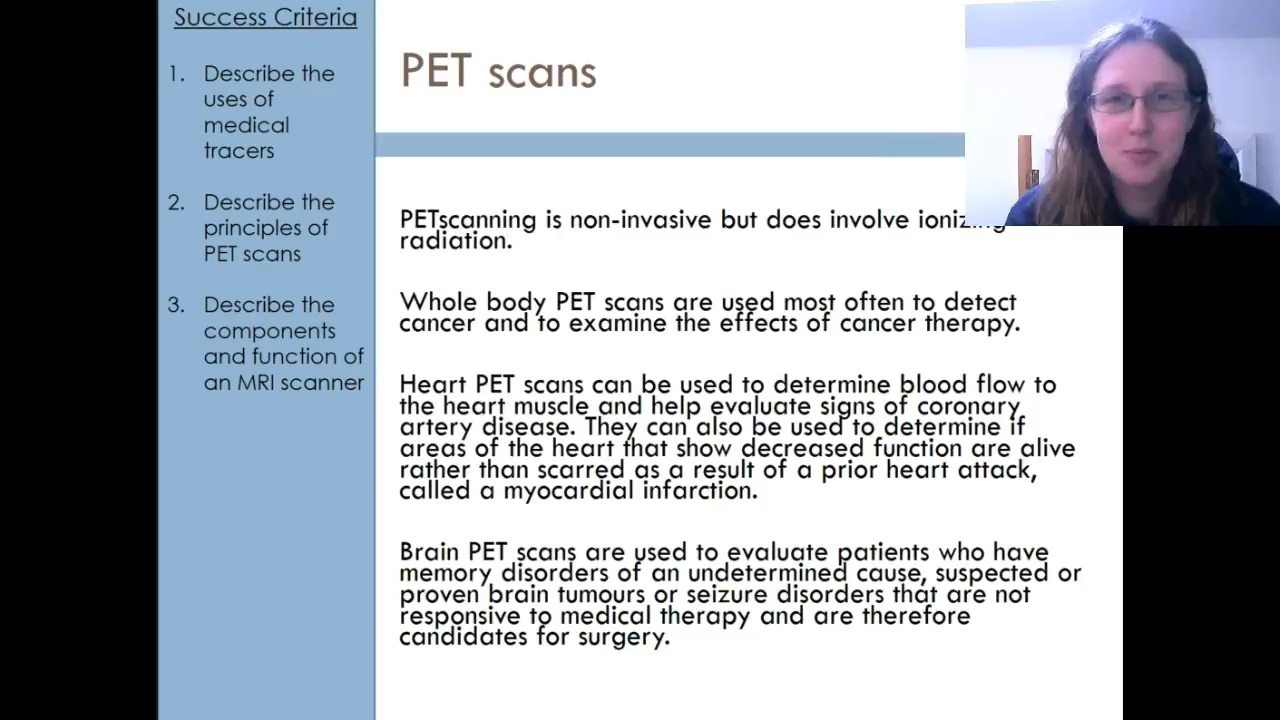 Success Criteria
1. Describe the
uses of
medical
tracers
2. Describe the
principles of
PET scans
3. Describe the
components
and function of
an MRI scanner
PET scans
PETscanning is non-invasive but does involve ionizing
radiation.
Whole body PET scans are used most often to detect
cancer and to examine the effects of cancer therapy.
Heart PET scans can be used to determine blood flow to
the heart muscle and help evaluate signs of coronary
artery disease. They can also be used to determine if
areas of the heart that show decreased function are alive
rather than scarred as a result of a prior heart attack,
called a myocardial infarction.
Brain PET scans are used to evaluate patients who have
memory disorders of an undetermined cause, suspected or
proven brain tumours or seizure disorders that are not
responsive to medical therapy and are therefore
candidates for surgery.